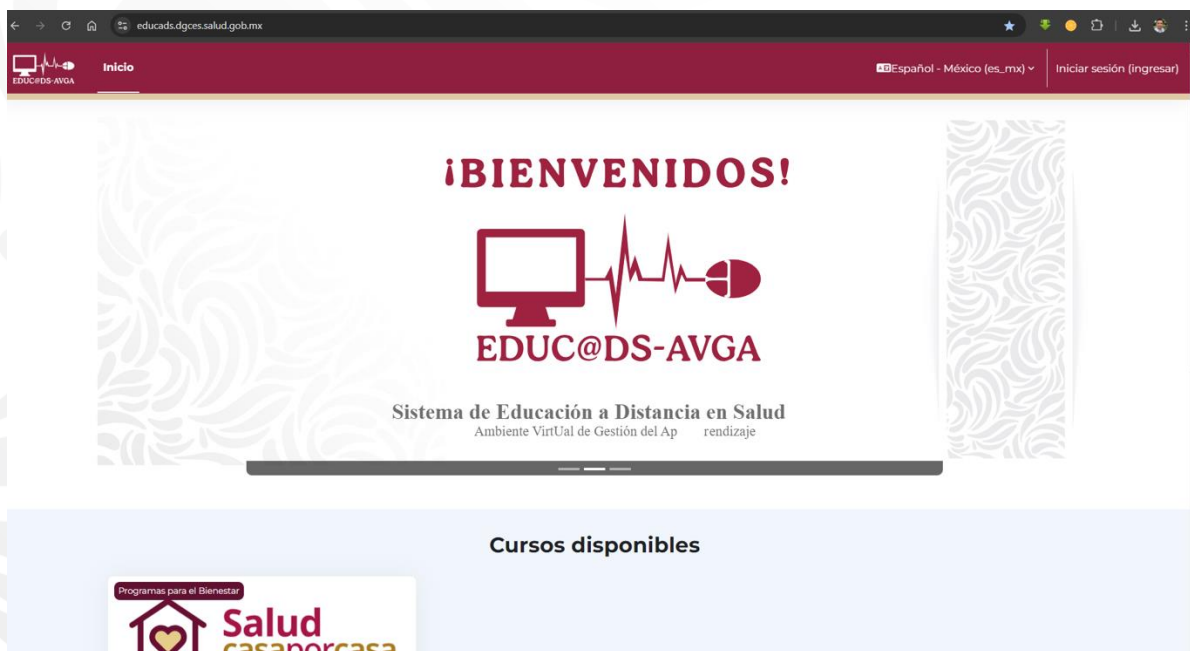 educads.dgces.salud.gob.mx
EDUC@DS-AVGA
Inicio
Español - México (es_mx)
Iniciar sesión (ingresar)
¡BIENVENIDOS!
EDUC@DS-AVGA
Sistema de Educación a Distancia en Salud
Ambiente VirtUal de Gestión del Ap rendizaje
Cursos disponibles
Programas para el Bienestar
Salud
casaporcasa